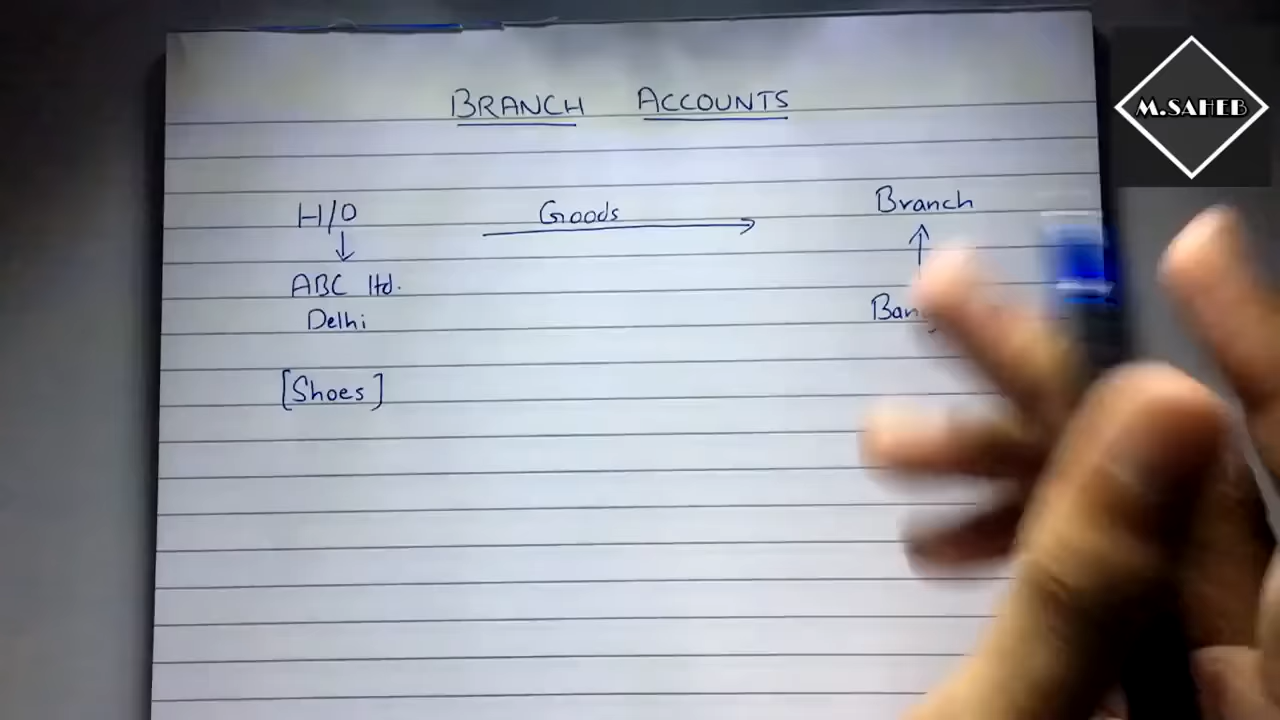 BRANCH ACCOUNTS
M.SAHEB
H/O Goods Branch
ABC ltd.
Delhi
[Shoes]